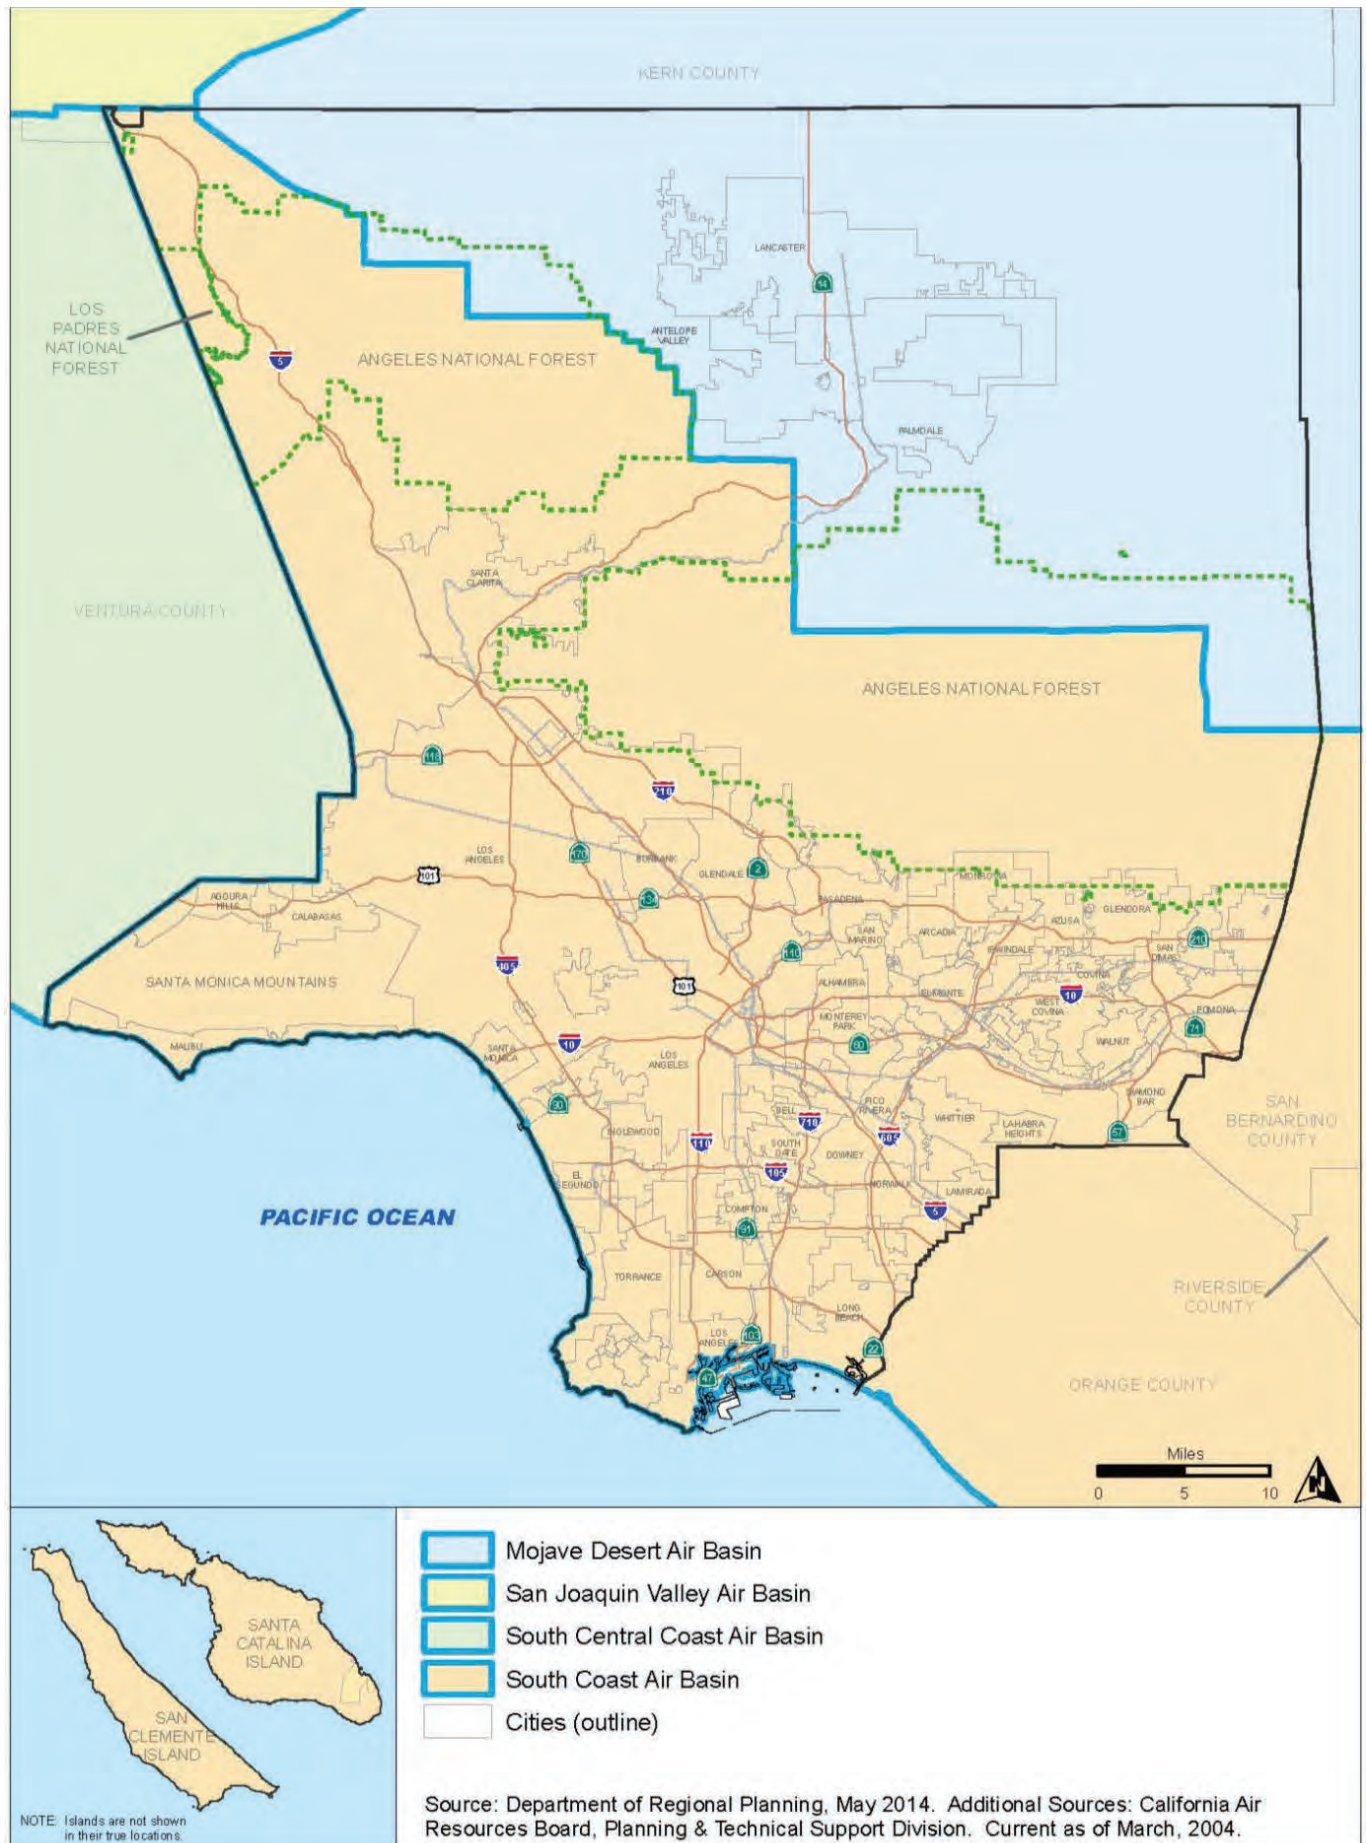 KERN COUNTY
LANCASTER
14
LOS
PADRES
NATIONAL
FOREST
ANTELOPE
VALLEY
5
ANGELES NATIONAL FOREST
PALMDALE
SANTA
CLARITA
VENTURA COUNTY
ANGELES NATIONAL FOREST
118
210
LOS
ANGELES
170
BURBANK
GLENDALE
2
101
134
PASADENA
MONROVIA
AGOURA
HILLS
CALABASAS
GLENDORA
AZUSA
SAN
MARINO
ARCADIA
IRWINDALE
SAN
DIMAS
210
405
110
SANTA MONICA MOUNTAINS
101
ALHAMBRA
EL MONTE
COVINA
10
WEST
COVINA
POMONA
71
MONTEREY
PARK
60
WALNUT
MALIBU
SANTA
MONICA
10
LOS
ANGELES
90
BELL
710
PICO
RIVERA
WHITTIER
DIAMOND
BAR
SAN
BERNARDINO
COUNTY
INGLEWOOD
110
605
LA HABRA
HEIGHTS
57
SOUTH
GATE
DOWNEY
105
EL
SEGUNDO
NORWALK
LA MIRADA
5
PACIFIC OCEAN
COMPTON
91
TORRANCE
CARSON
RIVERSIDE
COUNTY
LONG
BEACH
LOS
ANGELES
103
22
47
ORANGE COUNTY
Miles
0 5 10
N
SANTA
CATALINA
ISLAND
SAN
CLEMENTE
ISLAND
NOTE: Islands are not shown
in their true locations.
Mojave Desert Air Basin
San Joaquin Valley Air Basin
South Central Coast Air Basin
South Coast Air Basin
Cities (outline)
Source: Department of Regional Planning, May 2014. Additional Sources: California Air
Resources Board, Planning & Technical Support Division. Current as of March, 2004.